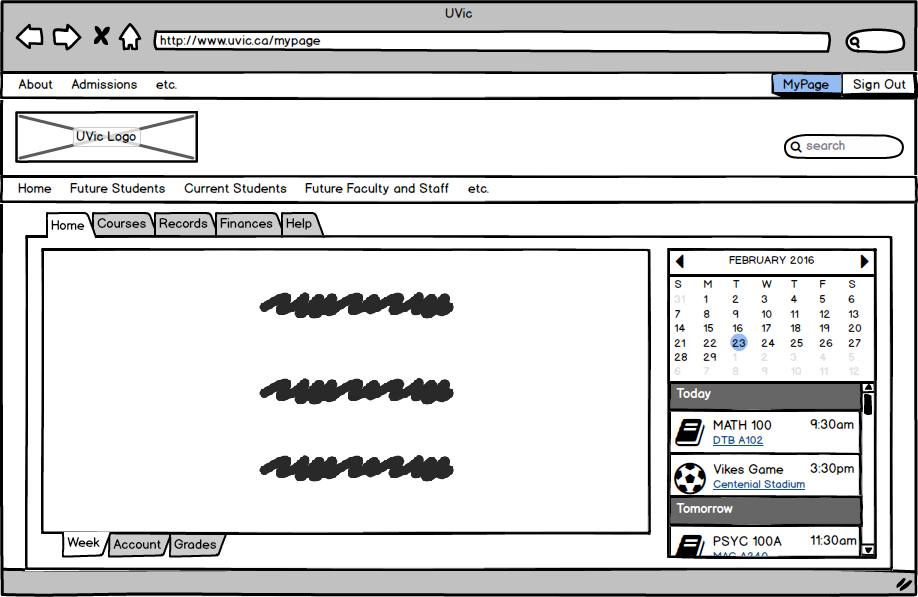 UVic
http://www.uvic.ca/mypage
About Admissions etc. MyPage Sign Out
UVic Logo
search
Home Future Students Current Students Future Faculty and Staff etc.
Home Courses Records Finances Help
FEBRUARY 2016
S M T W T F S
31 1 2 3 4 5 6
7 8 9 10 11 12 13
14 15 16 17 18 19 20
21 22 23 24 25 26 27
28 29 1 2 3 4 5
6 7 8 9 10 11 12
Today
MATH 100 9:30am
DTB A102
Vikes Game 3:30pm
Centenial Stadium
Tomorrow
PSYC 100A 11:30am
MAC A240
Week Account Grades